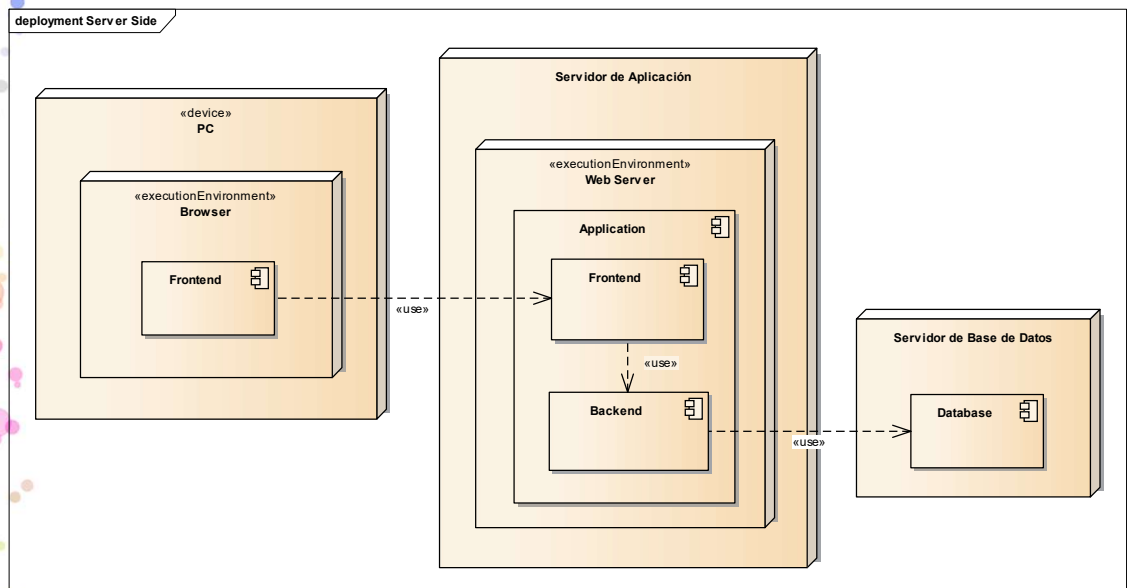 deployment Server Side
«device»
PC
«executionEnvironment»
Browser
Frontend
«use»
Servidor de Aplicación
«executionEnvironment»
Web Server
Application
Frontend
«use»
Backend
«use»
Servidor de Base de Datos
Database